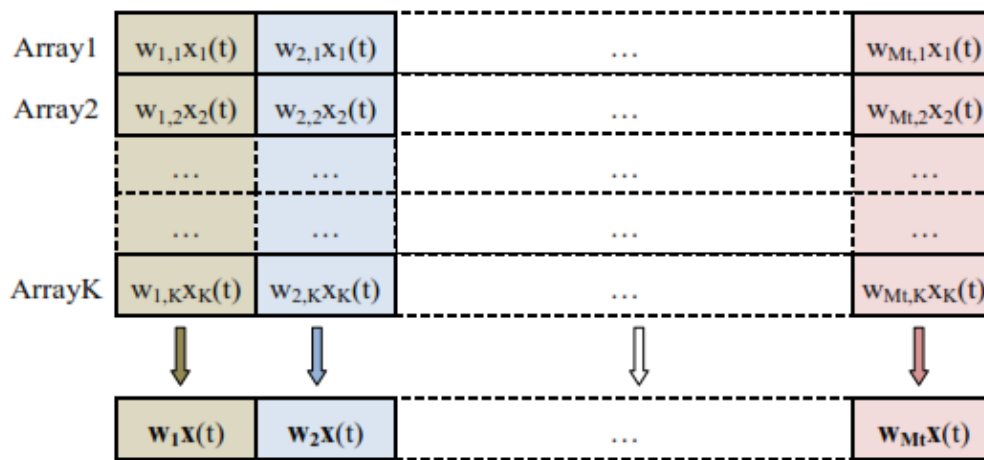 Array1 w1,1x1(t) w2,1x1(t) … wMt,1x1(t)
Array2 w1,2x2(t) w2,2x2(t) … wMt,2x2(t)
… … … …
… … … …
ArrayK w1,KxK(t) w2,KxK(t) … wMt,KxK(t)
w1x(t) w2x(t) … wMtx(t)